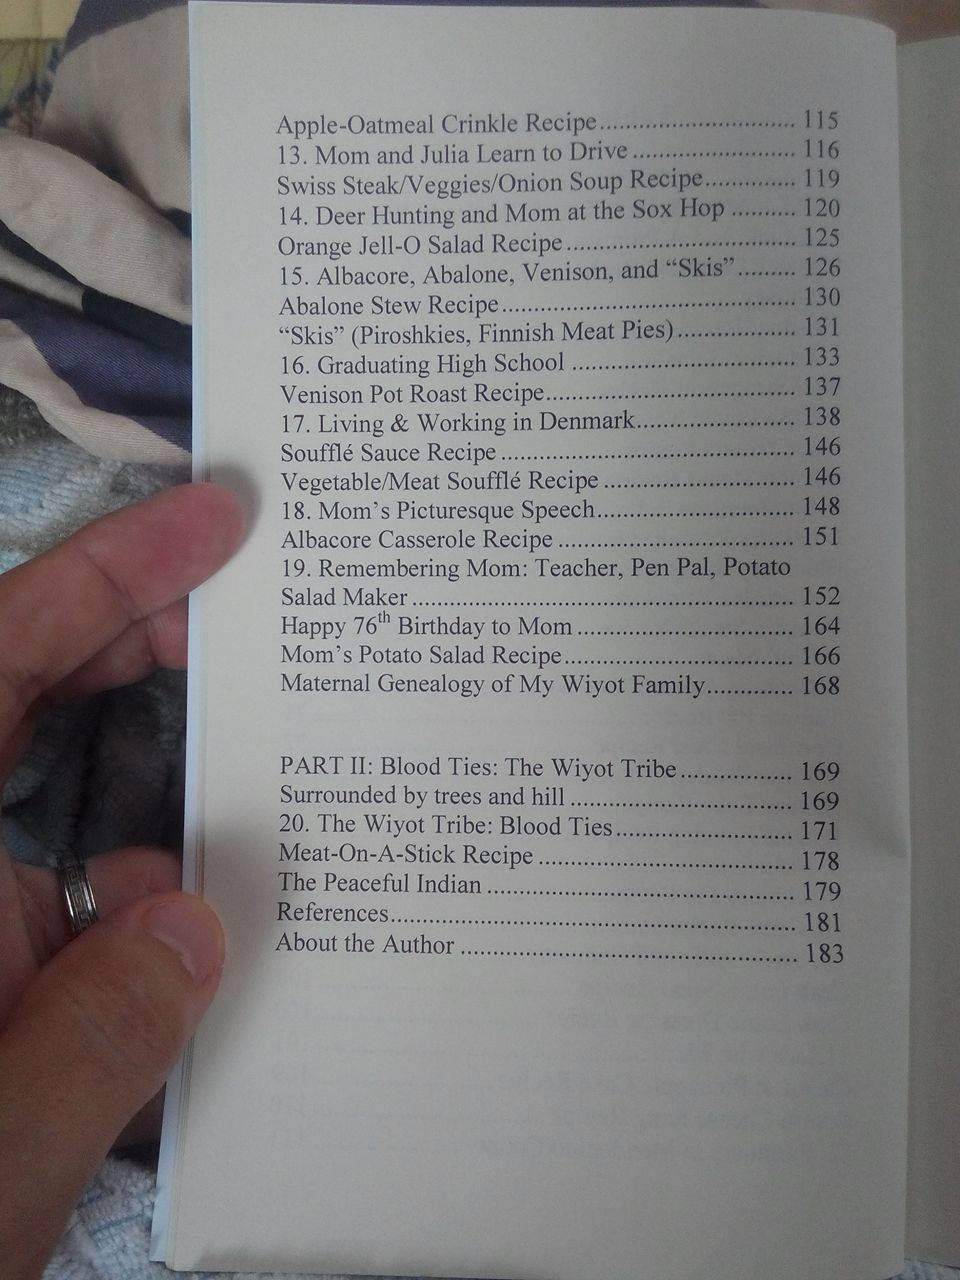 Apple-Oatmeal Crinkle Recipe.............................. 115
13. Mom and Julia Learn to Drive ......................... 116
Swiss Steak/Veggies/Onion Soup Recipe.............. 119
14. Deer Hunting and Mom at the Sox Hop .......... 120
Orange Jell-O Salad Recipe................................... 125
15. Albacore, Abalone, Venison, and “Skis”......... 126
Abalone Stew Recipe............................................. 130
“Skis” (Piroshkies, Finnish Meat Pies).................. 131
16. Graduating High School .................................. 133
Venison Pot Roast Recipe...................................... 137
17. Living & Working in Denmark........................ 138
Soufflé Sauce Recipe ............................................. 146
Vegetable/Meat Soufflé Recipe ............................. 146
18. Mom’s Picturesque Speech.............................. 148
Albacore Casserole Recipe .................................... 151
19. Remembering Mom: Teacher, Pen Pal, Potato
Salad Maker ........................................................... 152
Happy 76th Birthday to Mom ................................. 164
Mom’s Potato Salad Recipe................................... 166
Maternal Genealogy of My Wiyot Family............. 168
PART II: Blood Ties: The Wiyot Tribe................. 169
Surrounded by trees and hill .................................. 169
20. The Wiyot Tribe: Blood Ties........................... 171
Meat-On-A-Stick Recipe ....................................... 178
The Peaceful Indian ............................................... 179
References.............................................................. 181
About the Author ................................................... 183